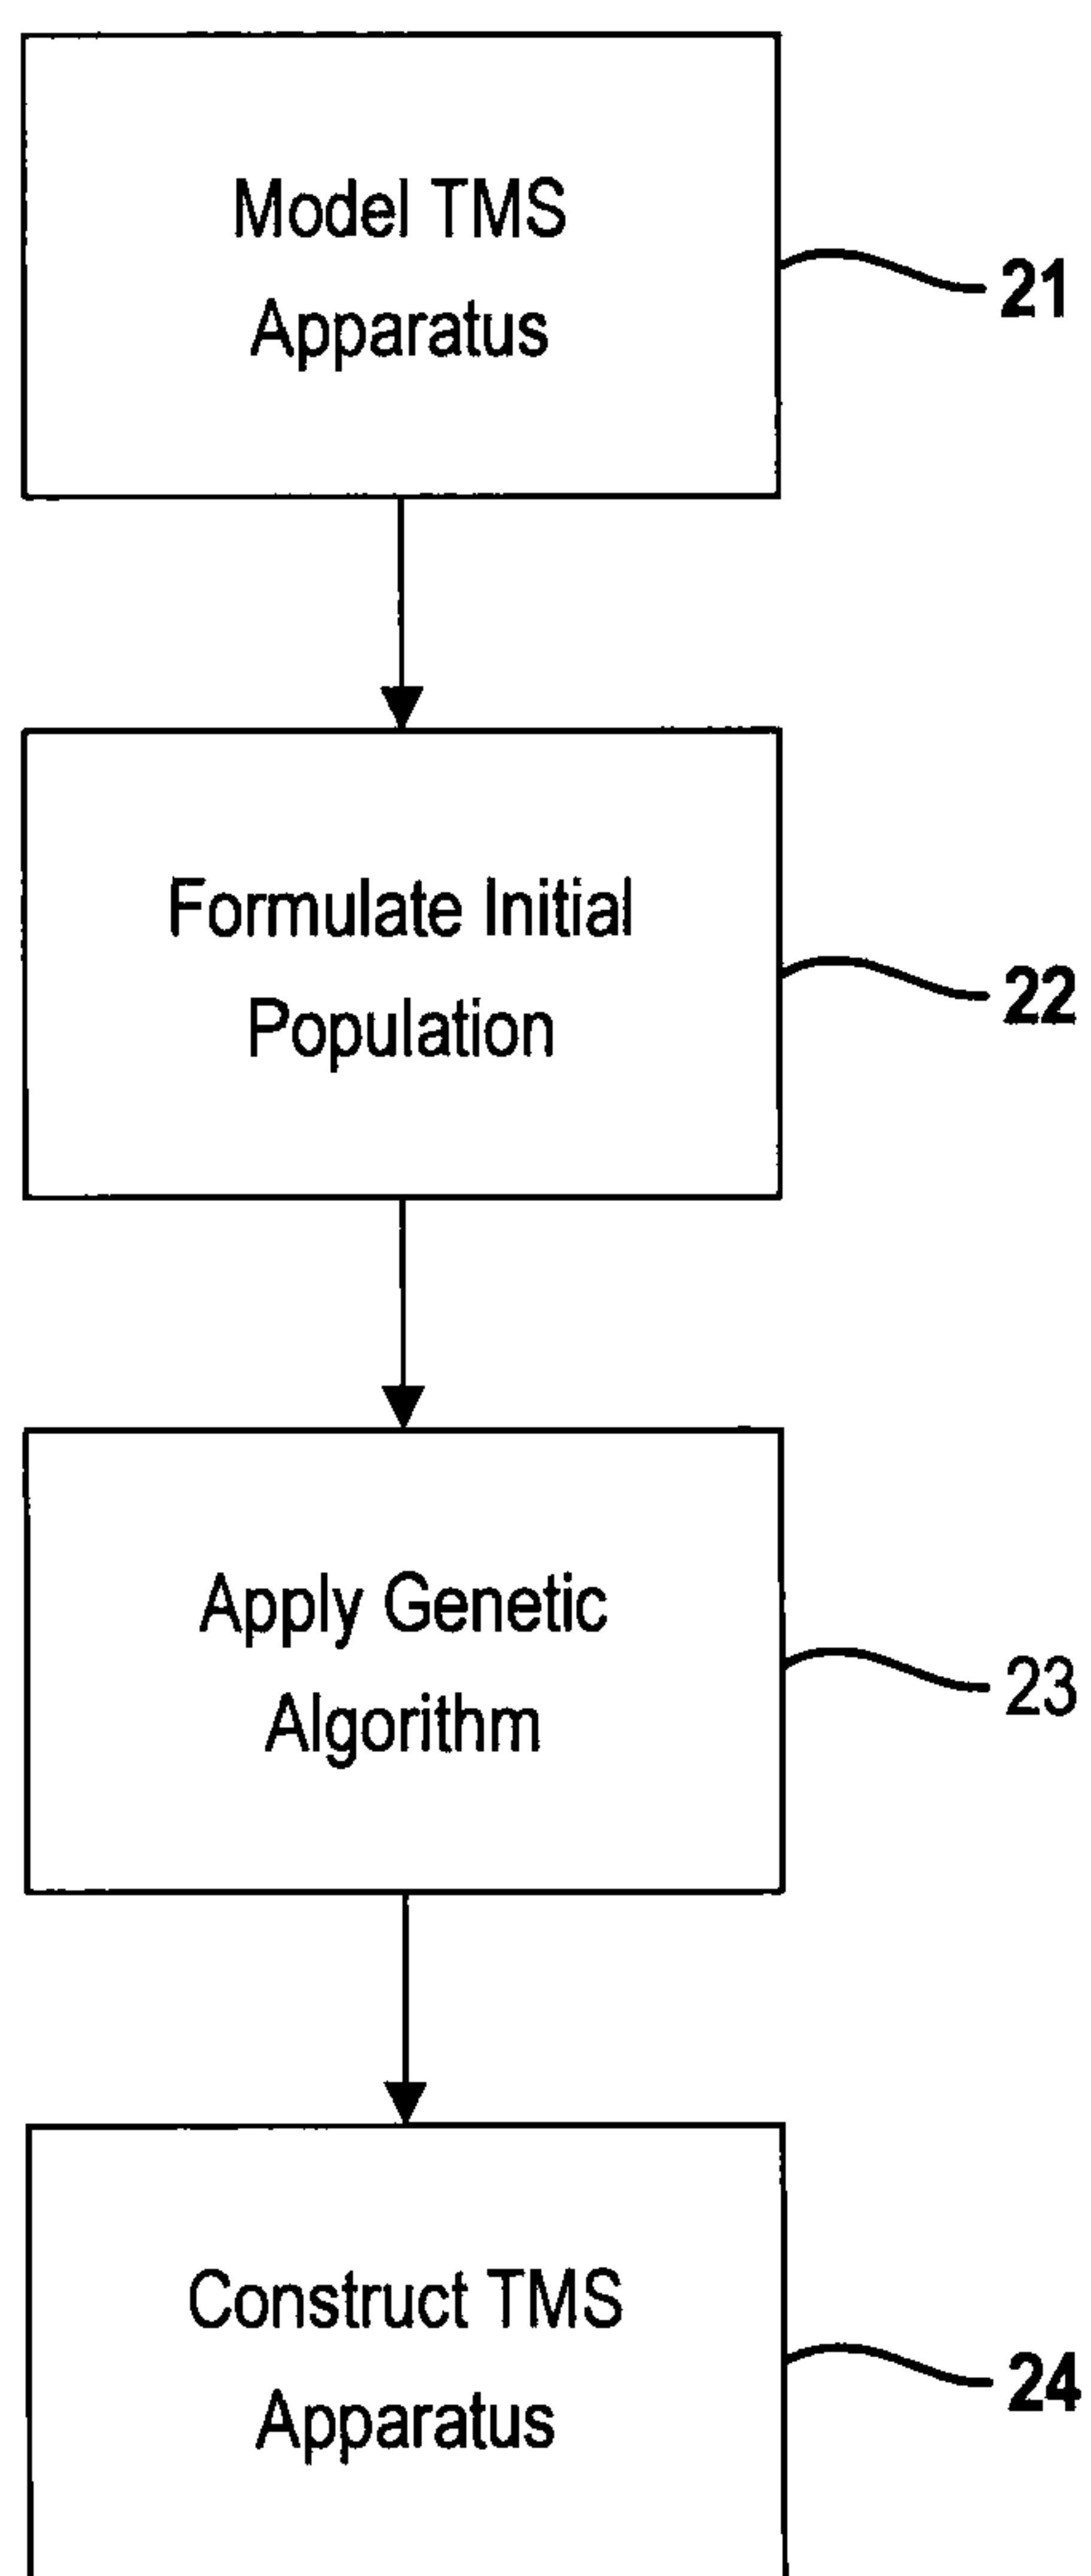 Model TMS
Apparatus
21
Formulate Initial
Population
22
Apply Genetic
Algorithm
23
Construct TMS
Apparatus
24